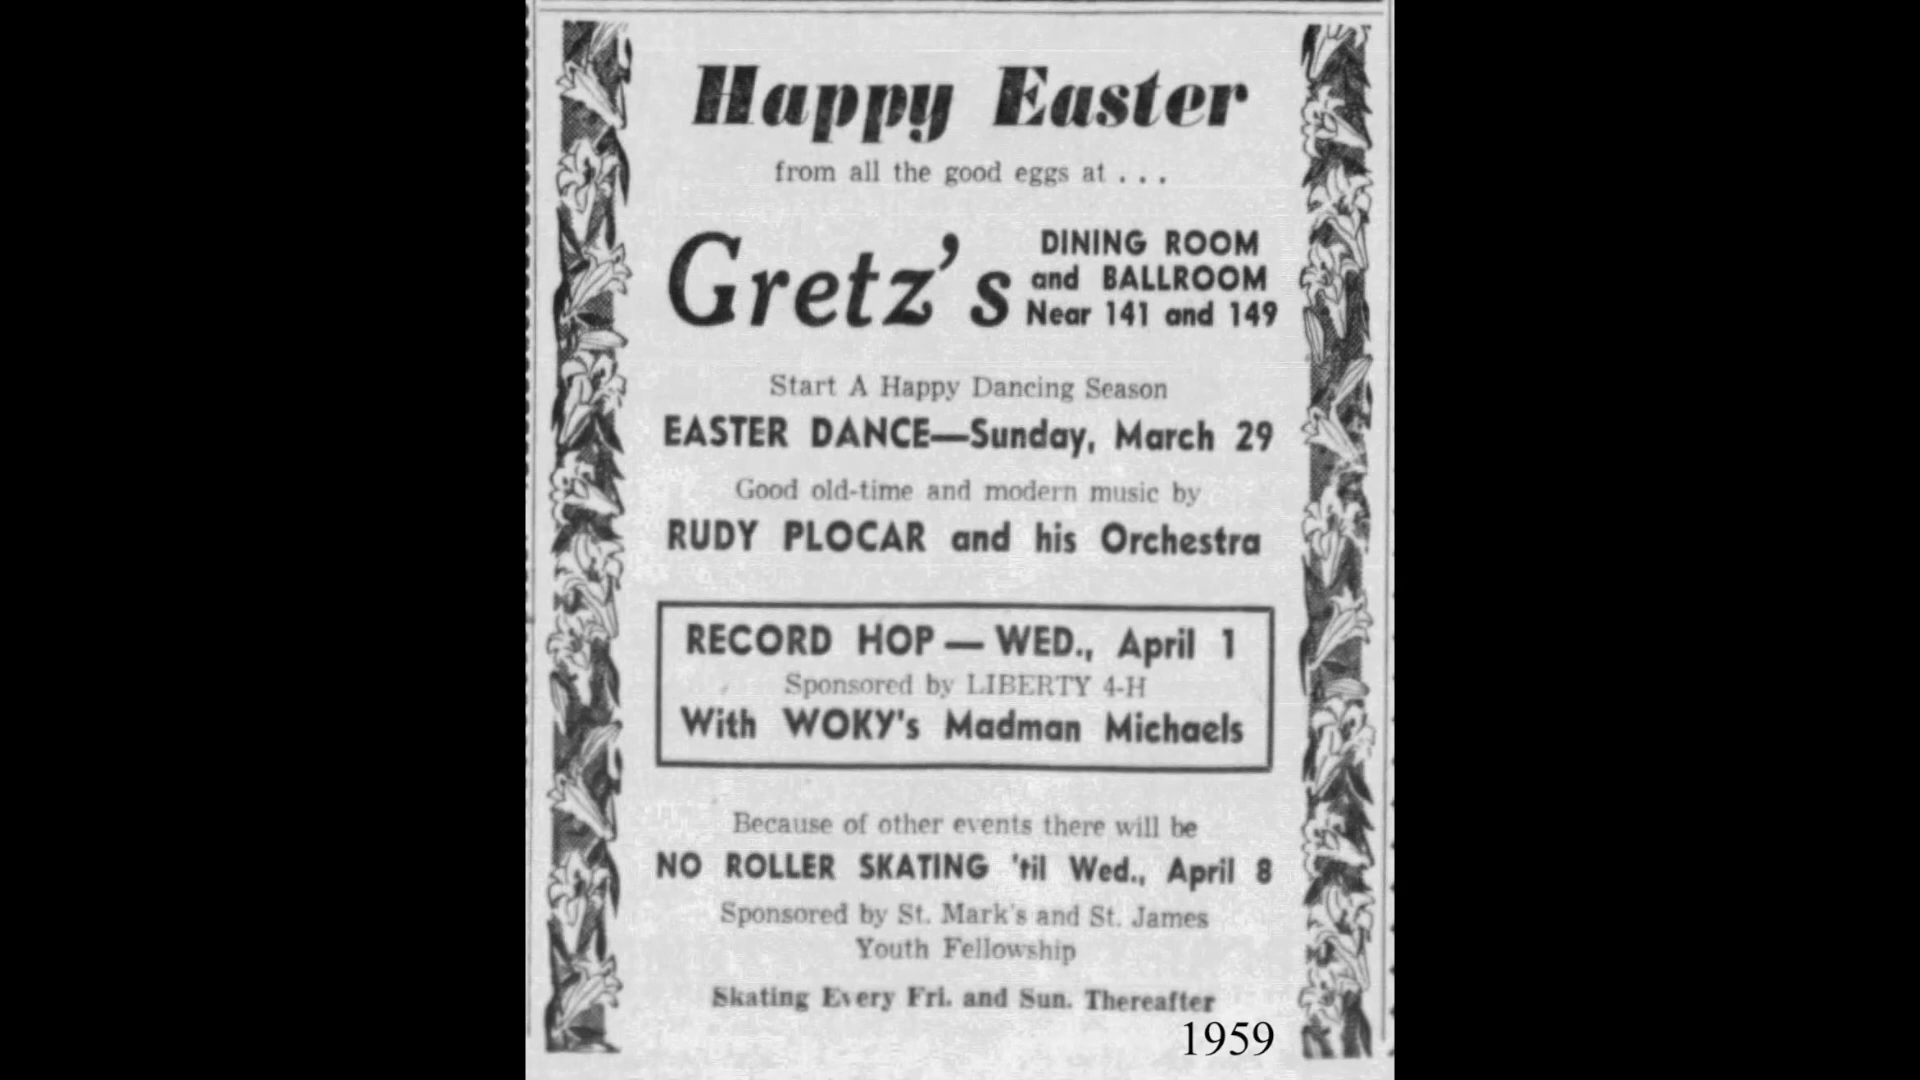 Happy Easter
from all the good eggs at . . .
Gretz's
DINING ROOM
and BALLROOM
Near 141 and 149
Start A Happy Dancing Season
EASTER DANCE—Sunday, March 29
Good old-time and modern music by
RUDY PLOCAR and his Orchestra
RECORD HOP — WED., April 1
Sponsored by LIBERTY 4-H
With WOKY's Madman Michaels
Because of other events there will be
NO ROLLER SKATING 'til Wed., April 8
Sponsored by St. Mark's and St. James
Youth Fellowship
Skating Every Fri. and Sun. Thereafter
1959